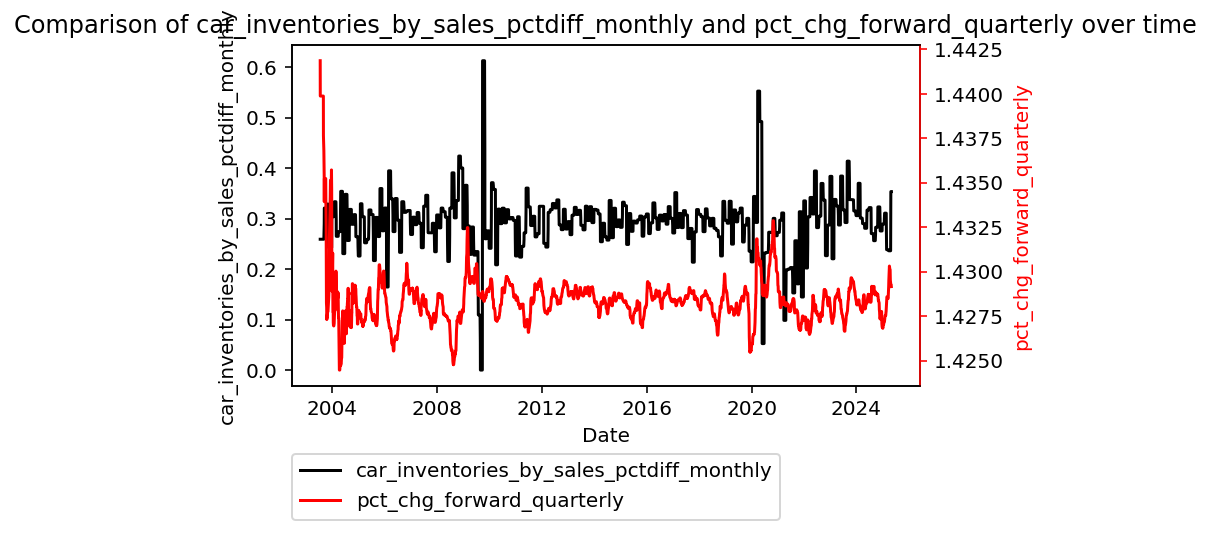 Comparison of car_inventories_by_sales_pctdiff_monthly and pct_chg_forward_quarterly over time
car_inventories_by_sales_pctdiff_monthly
0.6
0.5
0.4
0.3
0.2
0.1
0.0
1.4425
1.4400
1.4375
1.4350
1.4325
1.4300
1.4275
1.4250
pct_chg_forward_quarterly
2004 2008 2012 2016 2020 2024
Date
car_inventories_by_sales_pctdiff_monthly
pct_chg_forward_quarterly